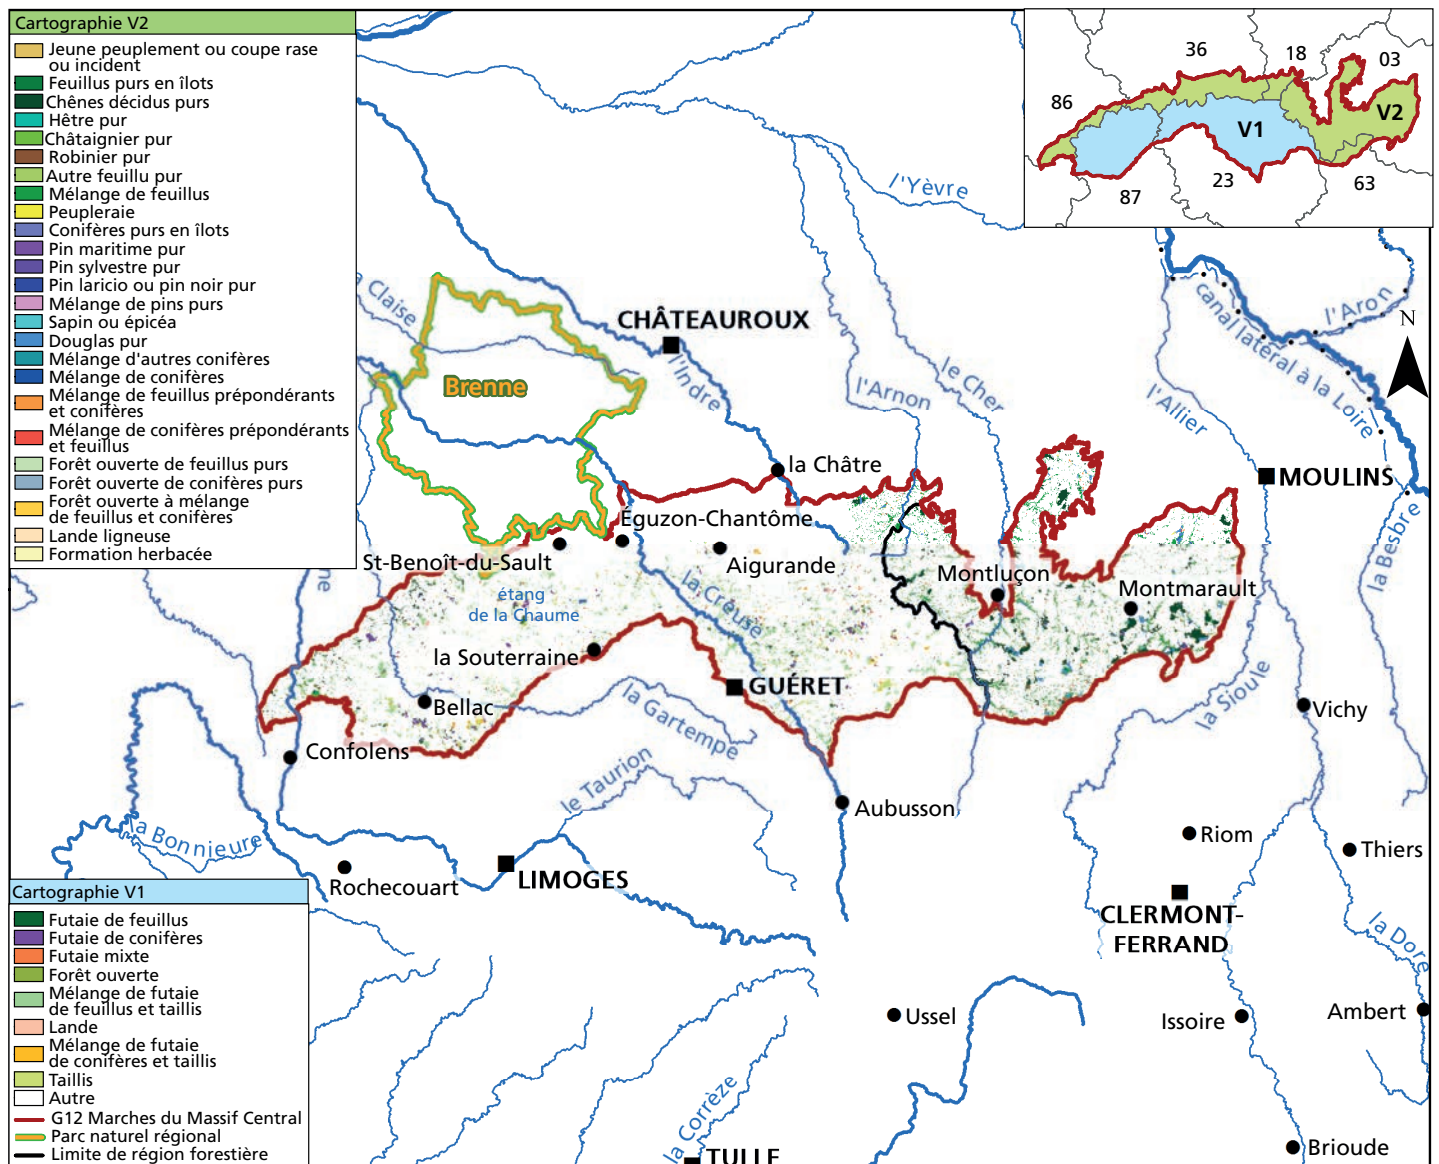 Cartographie V2
Jeune peuplement ou coupe rase
ou incident
Feuillus purs en îlots
Chênes décidus purs
Hêtre pur
Châtaignier pur
Robinier pur
Autre feuillu pur
Mélange de feuillus
Peupleraie
Conifères purs en îlots
Pin maritime pur
Pin sylvestre pur
Pin laricio ou pin noir pur
Mélange de pins purs
Sapin ou épicéa
Douglas pur
Mélange d'autres conifères
Mélange de conifères
Mélange de feuillus prépondérants
et conifères
Mélange de conifères prépondérants
et feuillus
Forêt ouverte de feuillus purs
Forêt ouverte de conifères purs
Forêt ouverte à mélange
de feuillus et conifères
Lande ligneuse
Formation herbacée
36
18
03
86
V1
V2
87
23
63
l'Yèvre
Claise
CHÂTEAUROUX
Brenne
l'Indre
l'Arnon
le Cher
l'Allier
canal latéral à la Loire
l'Aron
N
la Châtre
MOULINS
la Besbre
Éguzon-Chantôme
St-Benoît-du-Sault
Aigurande
Montluçon
Montmarault
étang
de la Chaume
la Creuse
la Souterraine
GUÉRET
Bellac
la Gartempe
la Sioule
Vichy
Confolens
le Taurion
Aubusson
Riom
Thiers
la Bonnieure
Rochecouart
LIMOGES
CLERMONT-
FERRAND
la Dore
Ussel
Issoire
Ambert
la Corrèze
TULLE
Brioude
Cartographie V1
Futaie de feuillus
Futaie de conifères
Futaie mixte
Forêt ouverte
Mélange de futaie
de feuillus et taillis
Lande
Mélange de futaie
de conifères et taillis
Taillis
Autre
G12 Marches du Massif Central
Parc naturel régional
Limite de région forestière